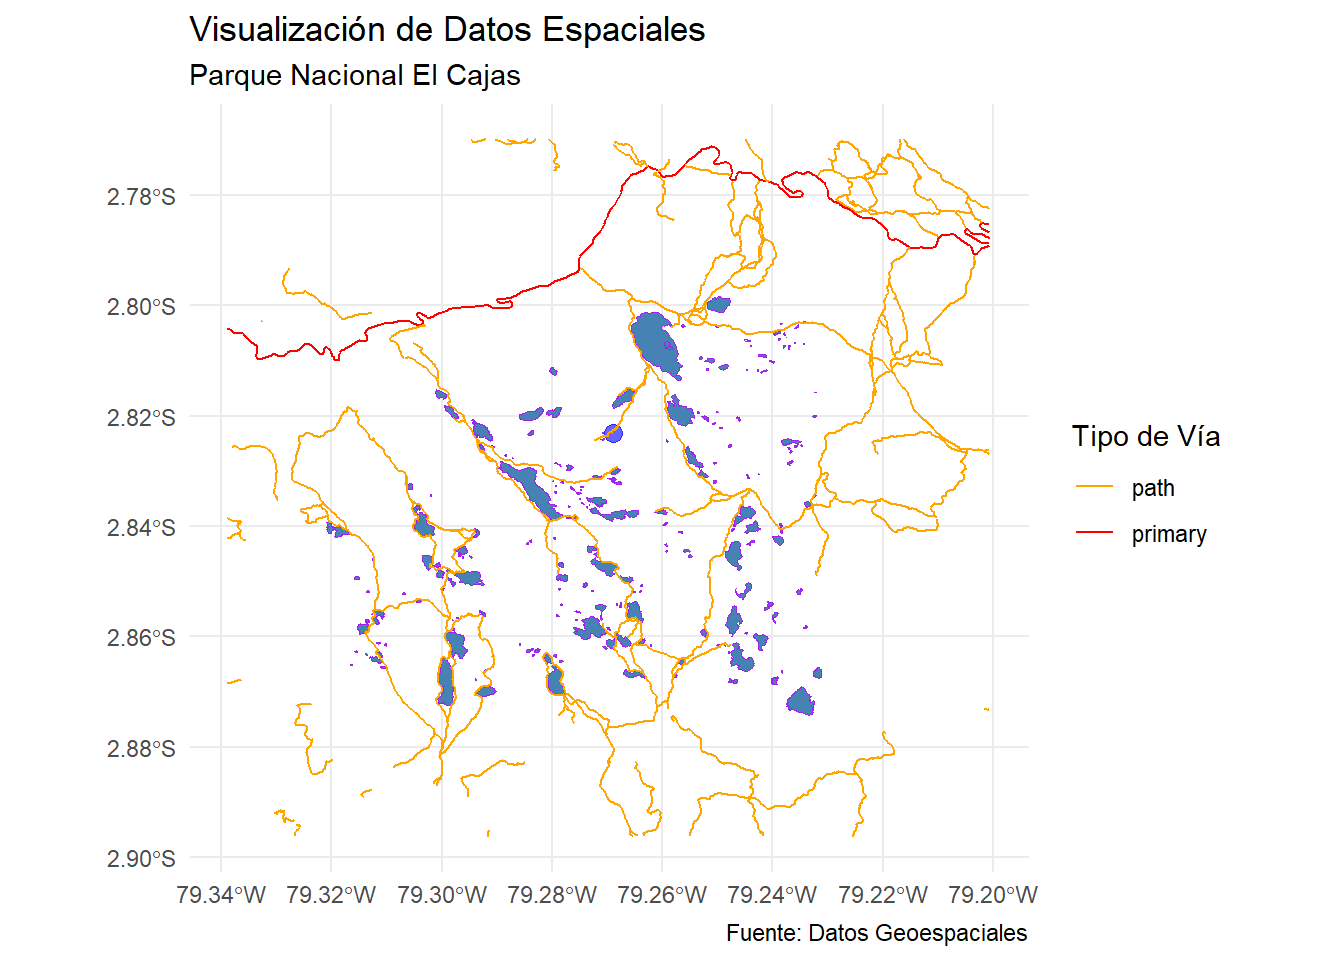 Visualización de Datos Espaciales
Parque Nacional El Cajas
2.78°S
2.80°S
2.82°S
2.84°S
2.86°S
2.88°S
2.90°S
79.34°W 79.32°W 79.30°W 79.28°W 79.26°W 79.24°W 79.22°W 79.20°W
Fuente: Datos Geoespaciales
Tipo de Vía
path
primary